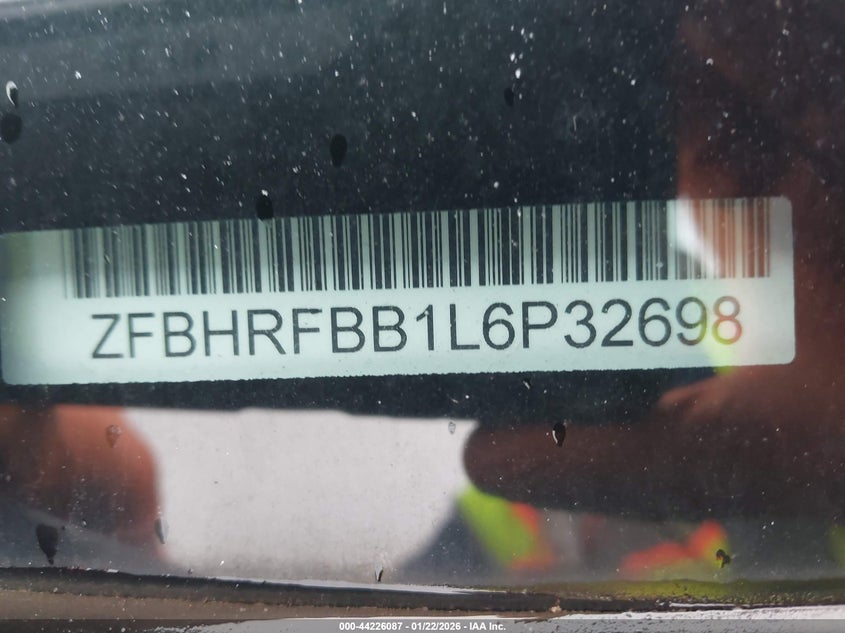 ZFBHRFBB1L6P32698
000-44226087 - 01/22/2026 - IAA Inc.